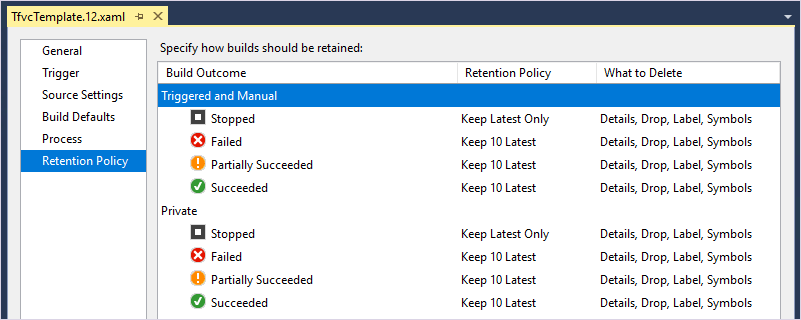 TfvcTemplate.12.xaml
General
Trigger
Source Settings
Build Defaults
Process
Retention Policy
Specify how builds should be retained:
Build Outcome Retention Policy What to Delete
Triggered and Manual
Stopped Keep Latest Only Details, Drop, Label, Symbols
Failed Keep 10 Latest Details, Drop, Label, Symbols
Partially Succeeded Keep 10 Latest Details, Drop, Label, Symbols
Succeeded Keep 10 Latest Details, Drop, Label, Symbols
Private
Stopped Keep Latest Only Details, Drop, Label, Symbols
Failed Keep 10 Latest Details, Drop, Label, Symbols
Partially Succeeded Keep 10 Latest Details, Drop, Label, Symbols
Succeeded Keep 10 Latest Details, Drop, Label, Symbols